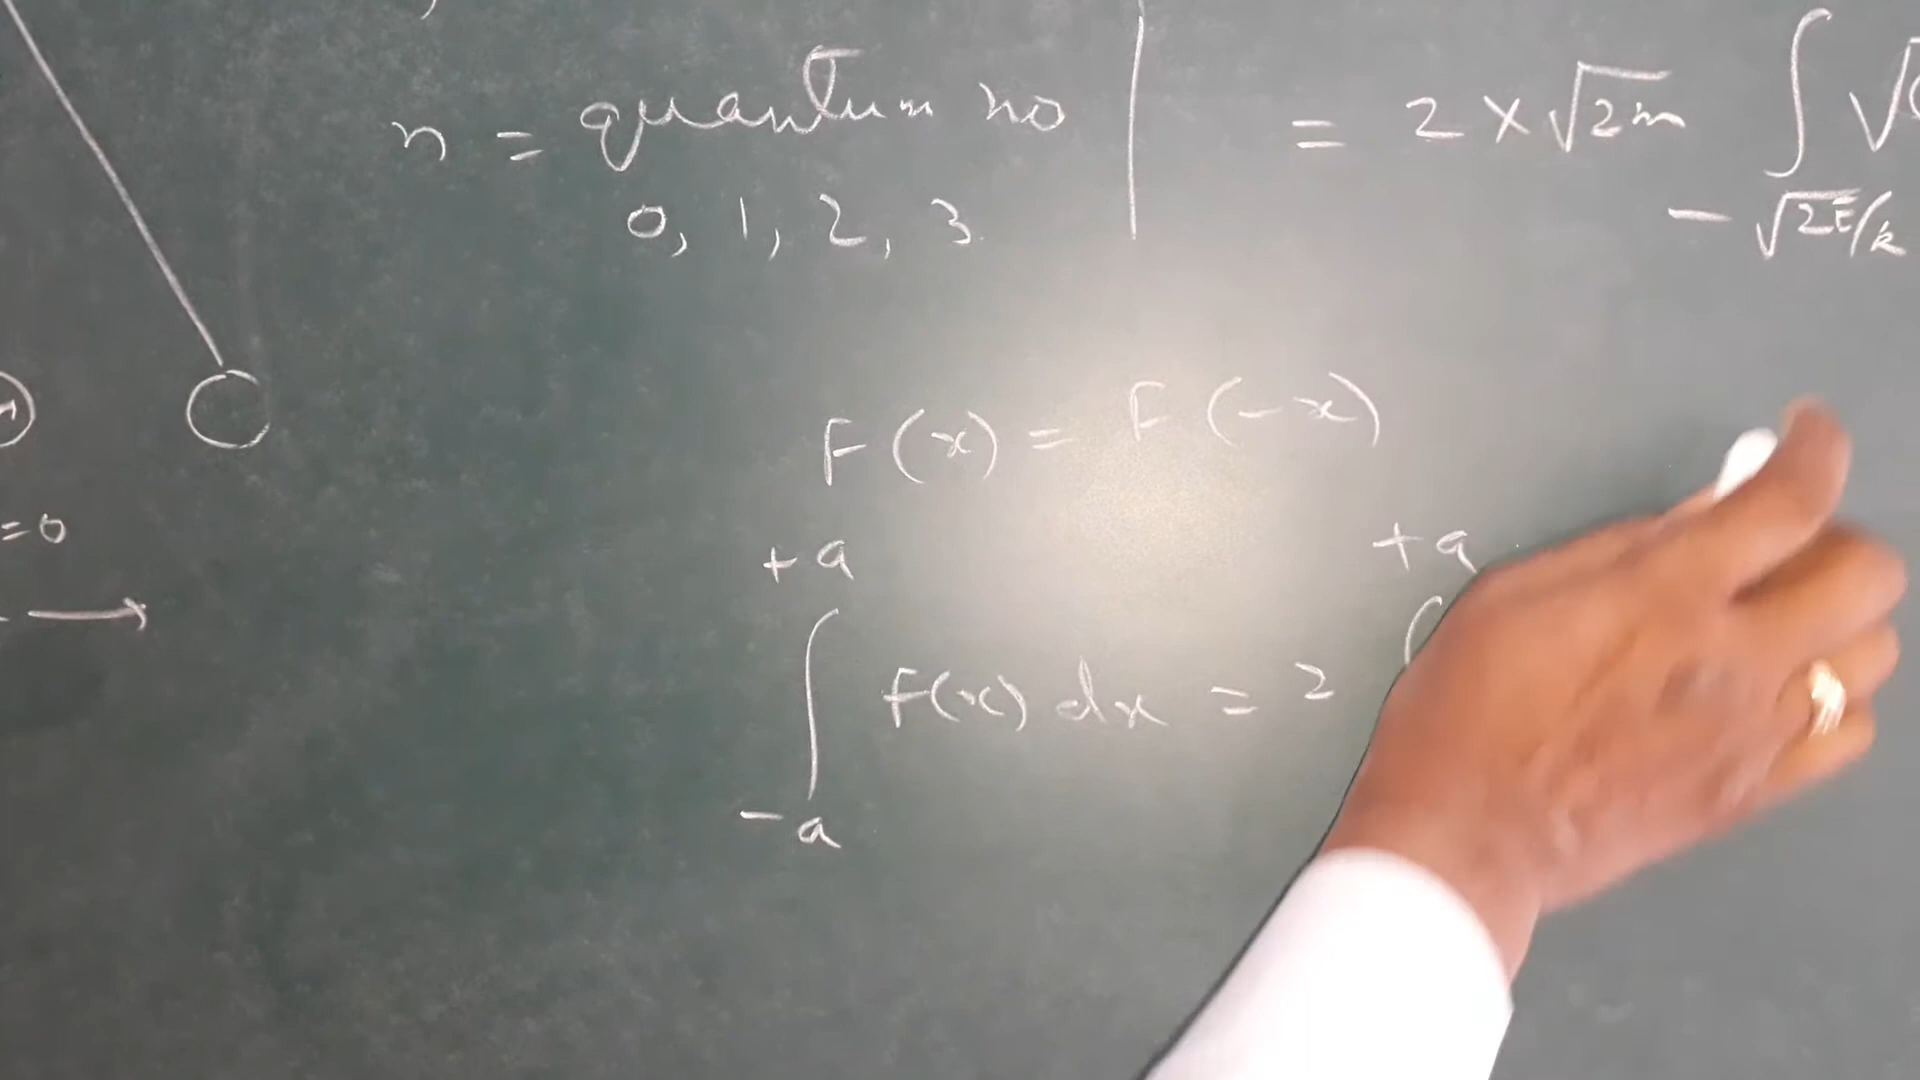 n = quantum no
0, 1, 2, 3.
= 2 × √2m ∫ √
- √2E/k
F(x) = F(-x)
=0
+a
+a
∫ F(x) dx = 2 ∫
-a